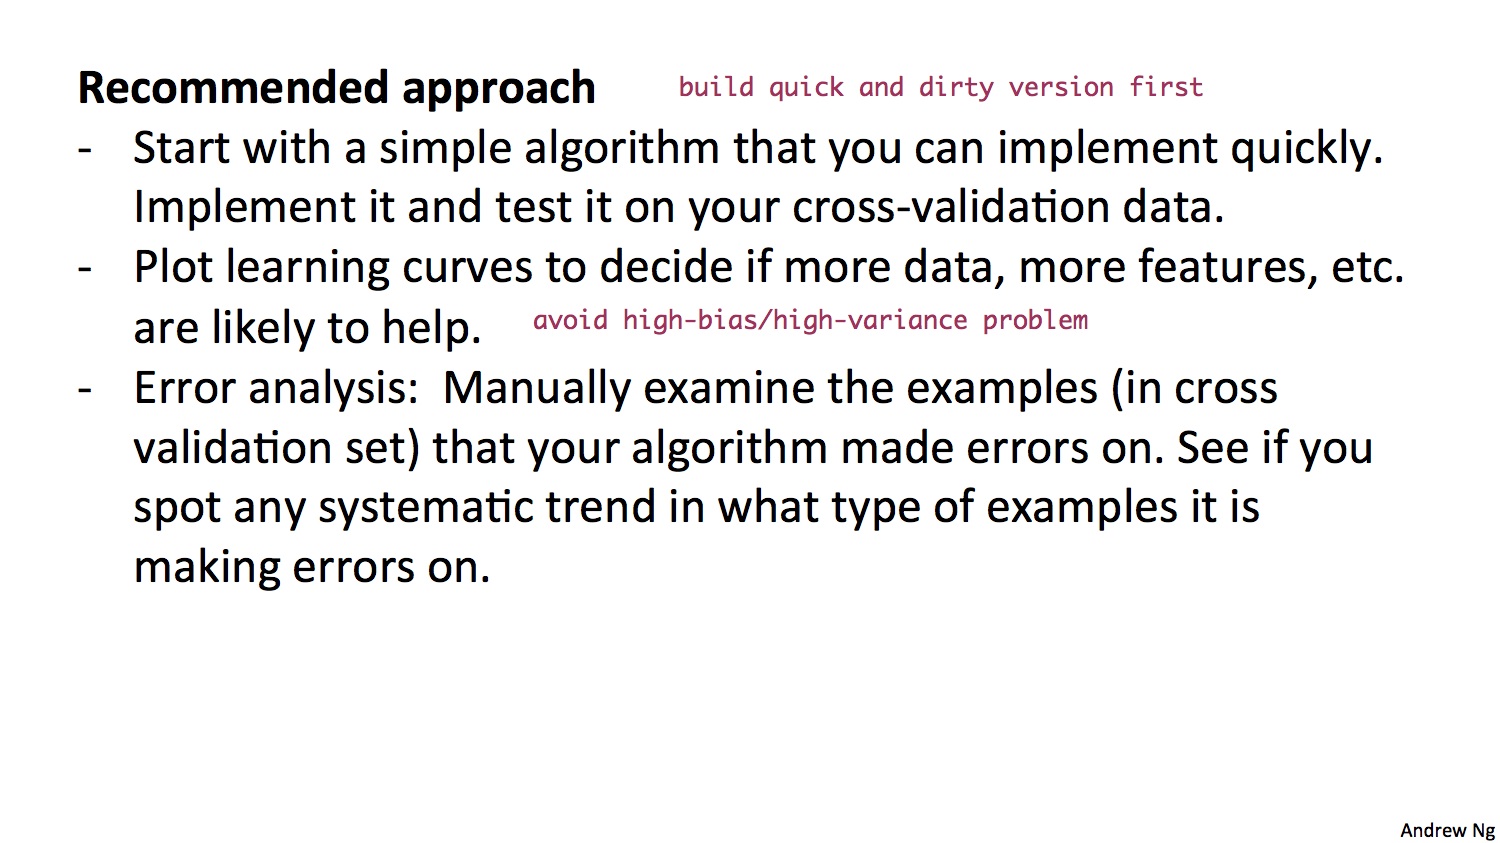 Recommended approach build quick and dirty version first
- Start with a simple algorithm that you can implement quickly.
Implement it and test it on your cross-validation data.
- Plot learning curves to decide if more data, more features, etc.
are likely to help. avoid high-bias/high-variance problem
- Error analysis: Manually examine the examples (in cross
validation set) that your algorithm made errors on. See if you
spot any systematic trend in what type of examples it is
making errors on.
Andrew Ng